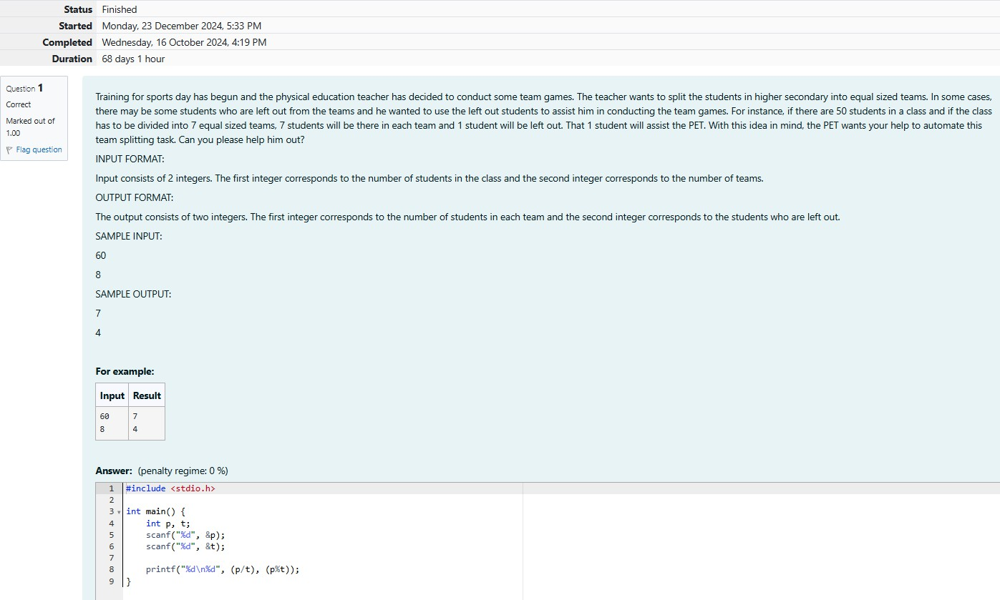 Status Finished
Started Monday, 23 December 2024, 5:33 PM
Completed Wednesday, 16 October 2024, 4:19 PM
Duration 68 days 1 hour
Question 1
Correct
Marked out of
1.00
Flag question
Training for sports day has begun and the physical education teacher has decided to conduct some team games. The teacher wants to split the students in higher secondary into equal sized teams. In some cases,
there may be some students who are left out from the teams and he wanted to use the left out students to assist him in conducting the team games. For instance, if there are 50 students in a class and if the class
has to be divided into 7 equal sized teams, 7 students will be there in each team and 1 student will be left out. That 1 student will assist the PET. With this idea in mind, the PET wants your help to automate this
team splitting task. Can you please help him out?
INPUT FORMAT:
Input consists of 2 integers. The first integer corresponds to the number of students in the class and the second integer corresponds to the number of teams.
OUTPUT FORMAT:
The output consists of two integers. The first integer corresponds to the number of students in each team and the second integer corresponds to the students who are left out.
SAMPLE INPUT:
60
8
SAMPLE OUTPUT:
7
4
For example:
Input Result
60 7
8 4
Answer: (penalty regime: 0 %)
1 #include <stdio.h>
2
3 int main() {
4 int p, t;
5 scanf("%d", &p);
6 scanf("%d", &t);
7
8 printf("%d\n%d", (p/t), (p%t));
9 }